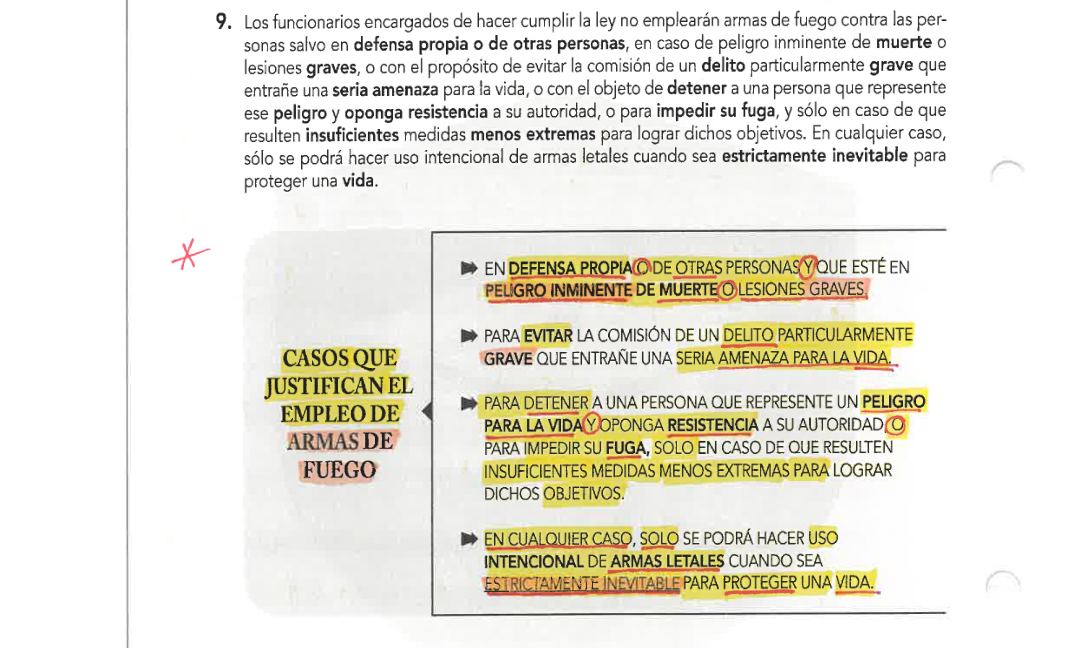 9. Los funcionarios encargados de hacer cumplir la ley no emplearán armas de fuego contra las per-
sonas salvo en defensa propia o de otras personas, en caso de peligro inminente de muerte o
lesiones graves, o con el propósito de evitar la comisión de un delito particularmente grave que
entrañe una seria amenaza para la vida, o con el objeto de detener a una persona que represente
ese peligro y oponga resistencia a su autoridad, o para impedir su fuga, y sólo en caso de que
resulten insuficientes medidas menos extremas para lograr dichos objetivos. En cualquier caso,
sólo se podrá hacer uso intencional de armas letales cuando sea estrictamente inevitable para
proteger una vida.
CASOS QUE
JUSTIFICAN EL
EMPLEO DE
ARMAS DE
FUEGO
EN DEFENSA PROPIA O DE OTRAS PERSONAS Y QUE ESTÉ EN
PELIGRO INMINENTE DE MUERTE O LESIONES GRAVES.
PARA EVITAR LA COMISIÓN DE UN DELITO PARTICULARMENTE
GRAVE QUE ENTRAÑE UNA SERIA AMENAZA PARA LA VIDA.
PARA DETENER A UNA PERSONA QUE REPRESENTE UN PELIGRO
PARA LA VIDA Y OPONGA RESISTENCIA A SU AUTORIDAD O
PARA IMPEDIR SU FUGA, SOLO EN CASO DE QUE RESULTEN
INSUFICIENTES MEDIDAS MENOS EXTREMAS PARA LOGRAR
DICHOS OBJETIVOS.
EN CUALQUIER CASO, SOLO SE PODRÁ HACER USO
INTENCIONAL DE ARMAS LETALES CUANDO SEA
ESTRICTAMENTE INEVITABLE PARA PROTEGER UNA VIDA.